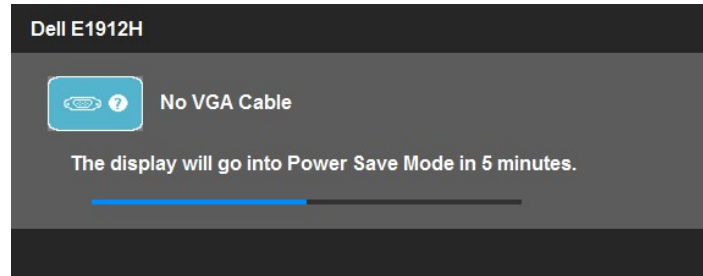 Dell E1912H
No VGA Cable
The display will go into Power Save Mode in 5 minutes.